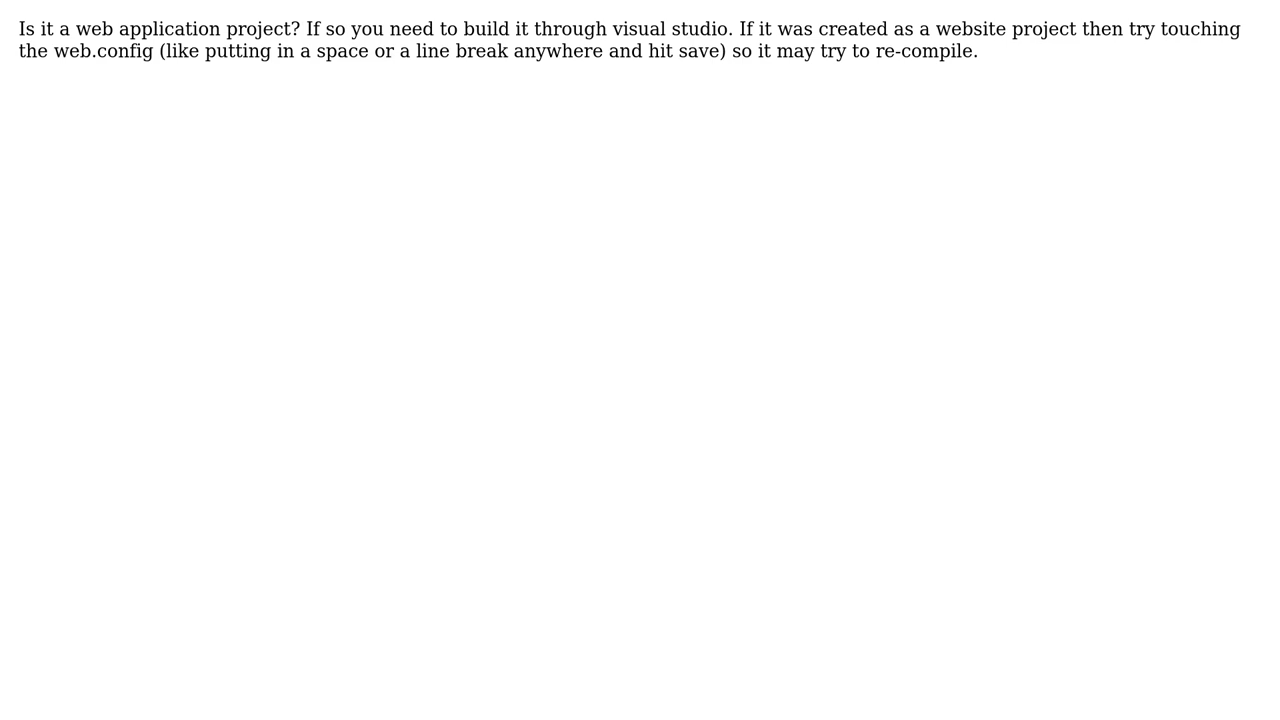 Is it a web application project? If so you need to build it through visual studio. If it was created as a website project then try touching
the web.config (like putting in a space or a line break anywhere and hit save) so it may try to re-compile.